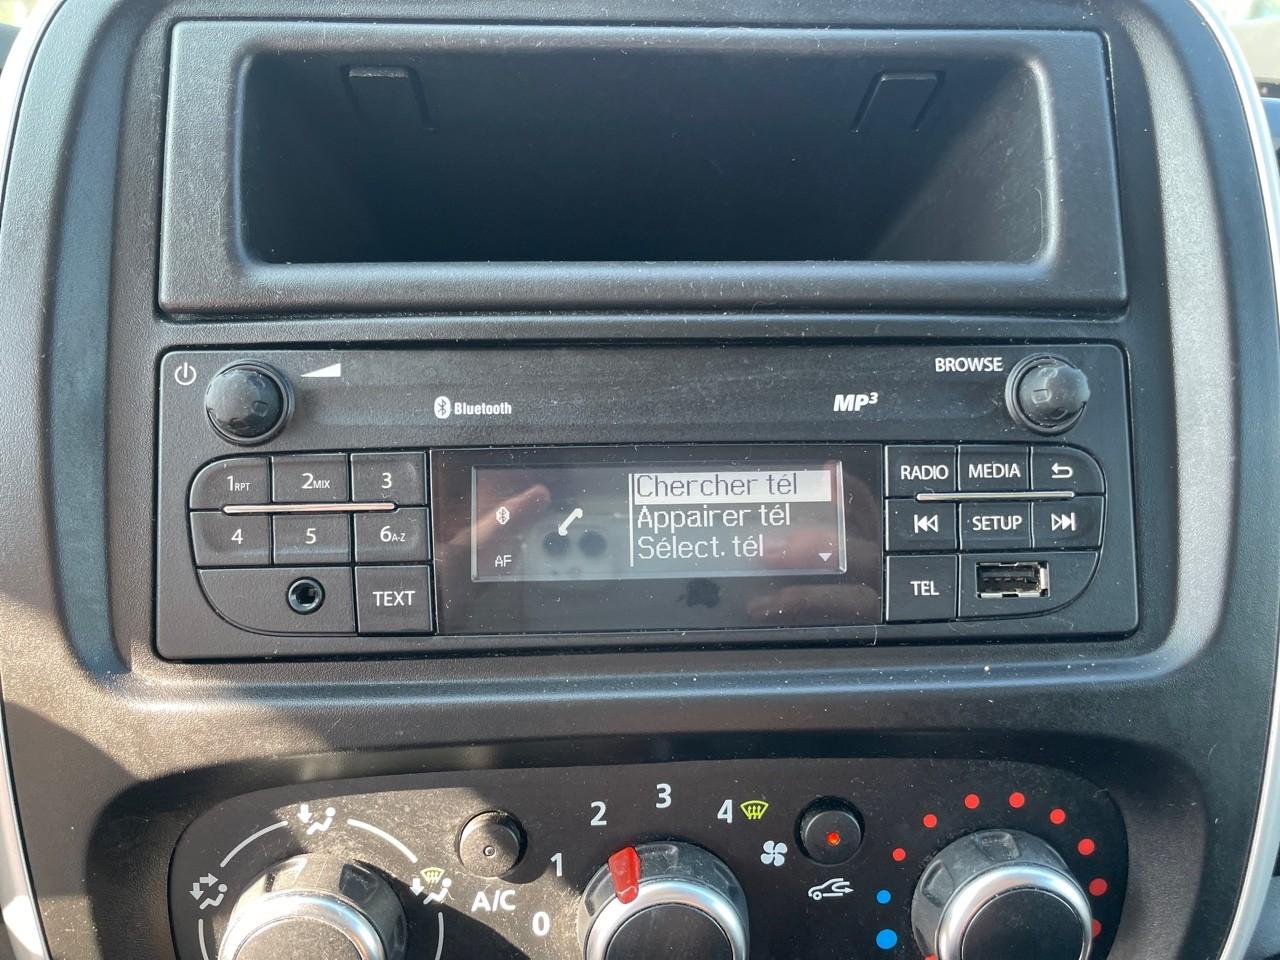 BROWSE
Bluetooth
MP3
1RPT
2MIX
3
RADIO
MEDIA
Chercher tél
Appairer tél
Sélect. tél
4
5
6A-Z
SETUP
AF
TEXT
TEL
0
1
2
3
4
A/C